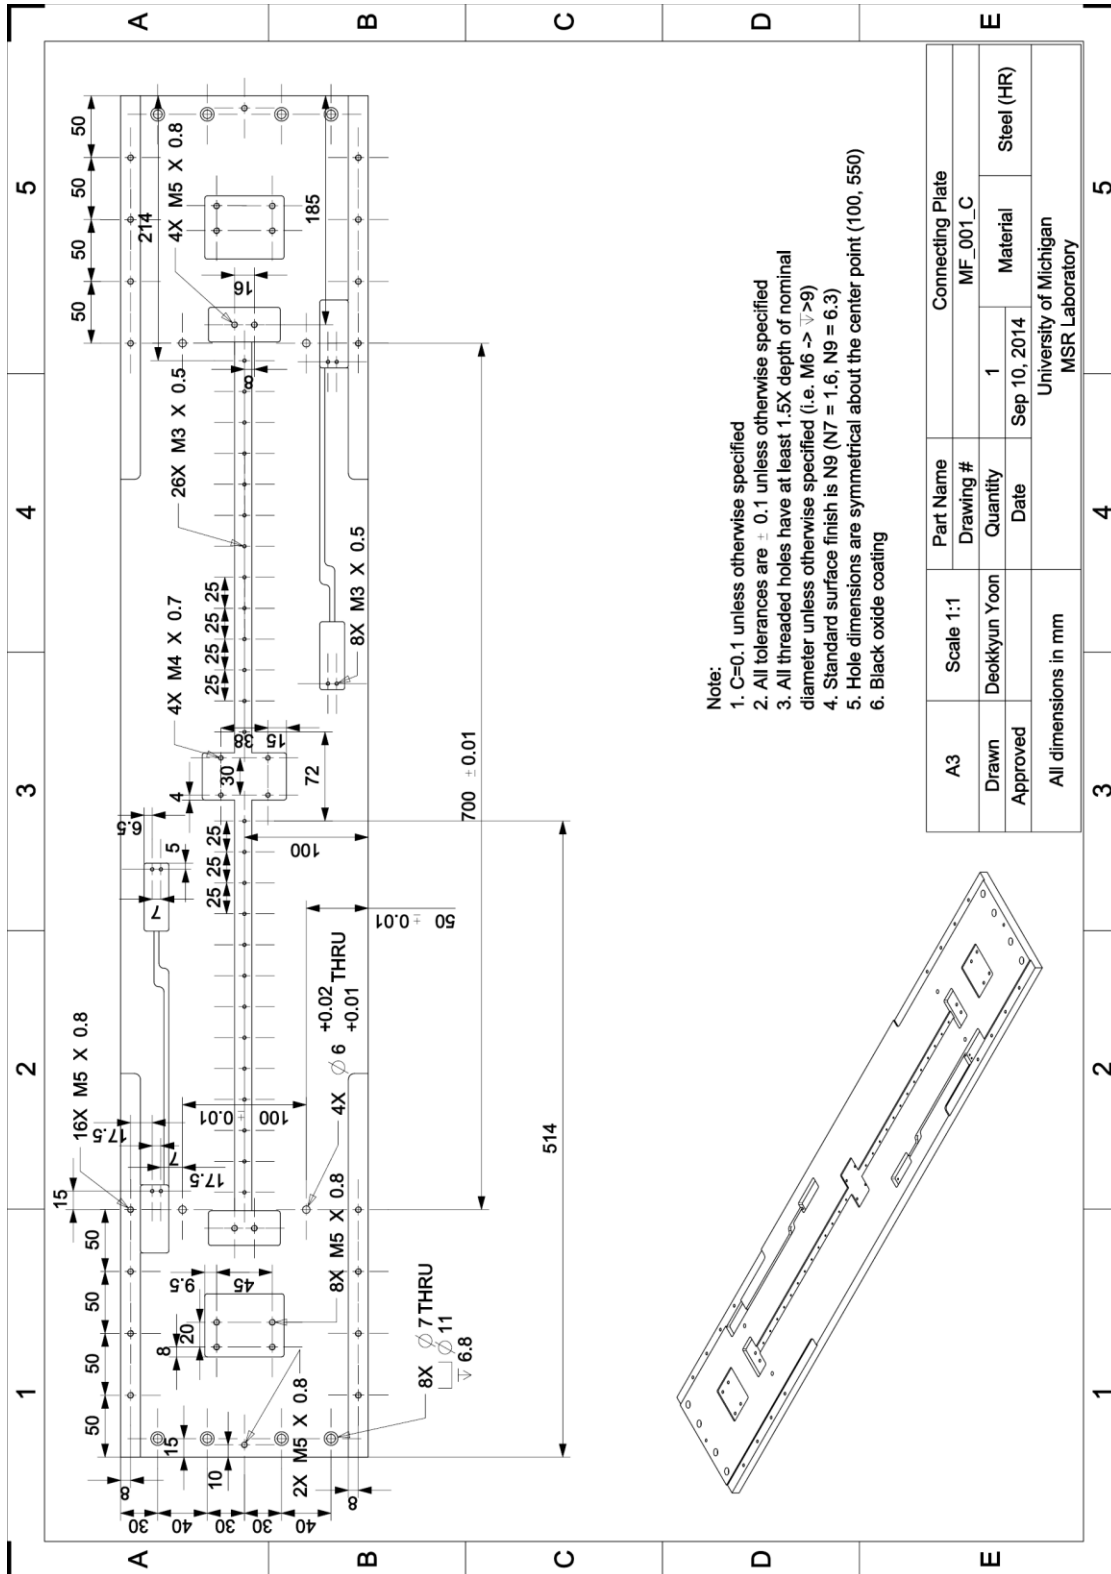 1
2
3
4
5
A
B
C
D
E
A
B
C
D
E
1
2
3
4
5
50
50
50
50
15
16X M5 X 0.8
17.5
7
17.5
6.5
5
7
4
4X M4 X 0.7
26X M3 X 0.5
50
50
50
50
214
4X M5 X 0.8
8
30
40
30
30
40
8
15
10
8
20
9.5
45
100 ±0.01
25
25
25
30
38
15
72
25
25
25
25
8
16
185
2X M5 X 0.8
8X M5 X 0.8
4X ∅ 6 +0.02 +0.01 THRU
50 ±0.01
100
8X M3 X 0.5
8X ∅ 7 THRU
⌴ ∅ 11
↧ 6.8
700 ±0.01
514
Note:
1. C=0.1 unless otherwise specified
2. All tolerances are ± 0.1 unless otherwise specified
3. All threaded holes have at least 1.5X depth of nominal
diameter unless otherwise specified (i.e. M6 -> ↧>9)
4. Standard surface finish is N9 (N7 = 1.6, N9 = 6.3)
5. Hole dimensions are symmetrical about the center point (100, 550)
6. Black oxide coating
A3 Scale 1:1 Part Name Connecting Plate
Drawing # MF_001_C
Drawn Deokkyun Yoon Quantity 1 Material Steel (HR)
Approved Date Sep 10, 2014
All dimensions in mm University of Michigan
MSR Laboratory